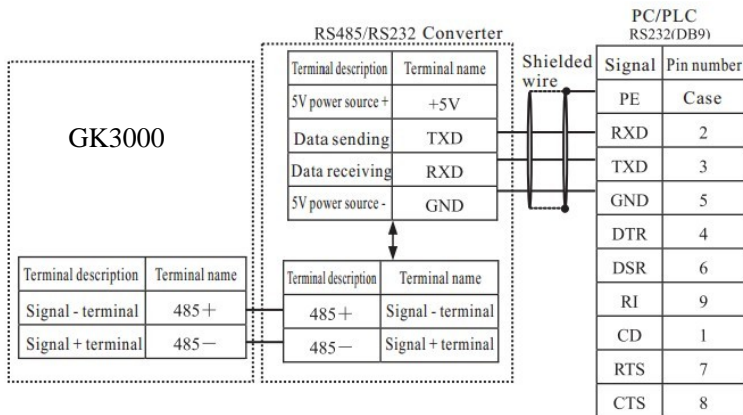 PC/PLC
RS232(DB9)
RS485/RS232 Converter
Shielded
wire
Signal Pin number
PE Case
RXD 2
TXD 3
GND 5
DTR 4
DSR 6
RI 9
CD 1
RTS 7
CTS 8
Terminal description Terminal name
5V power source + +5V
Data sending TXD
Data receiving RXD
5V power source - GND
GK3000
Terminal description Terminal name
Signal - terminal 485+
Signal + terminal 485-
Terminal description Terminal name
485+ Signal - terminal
485- Signal + terminal